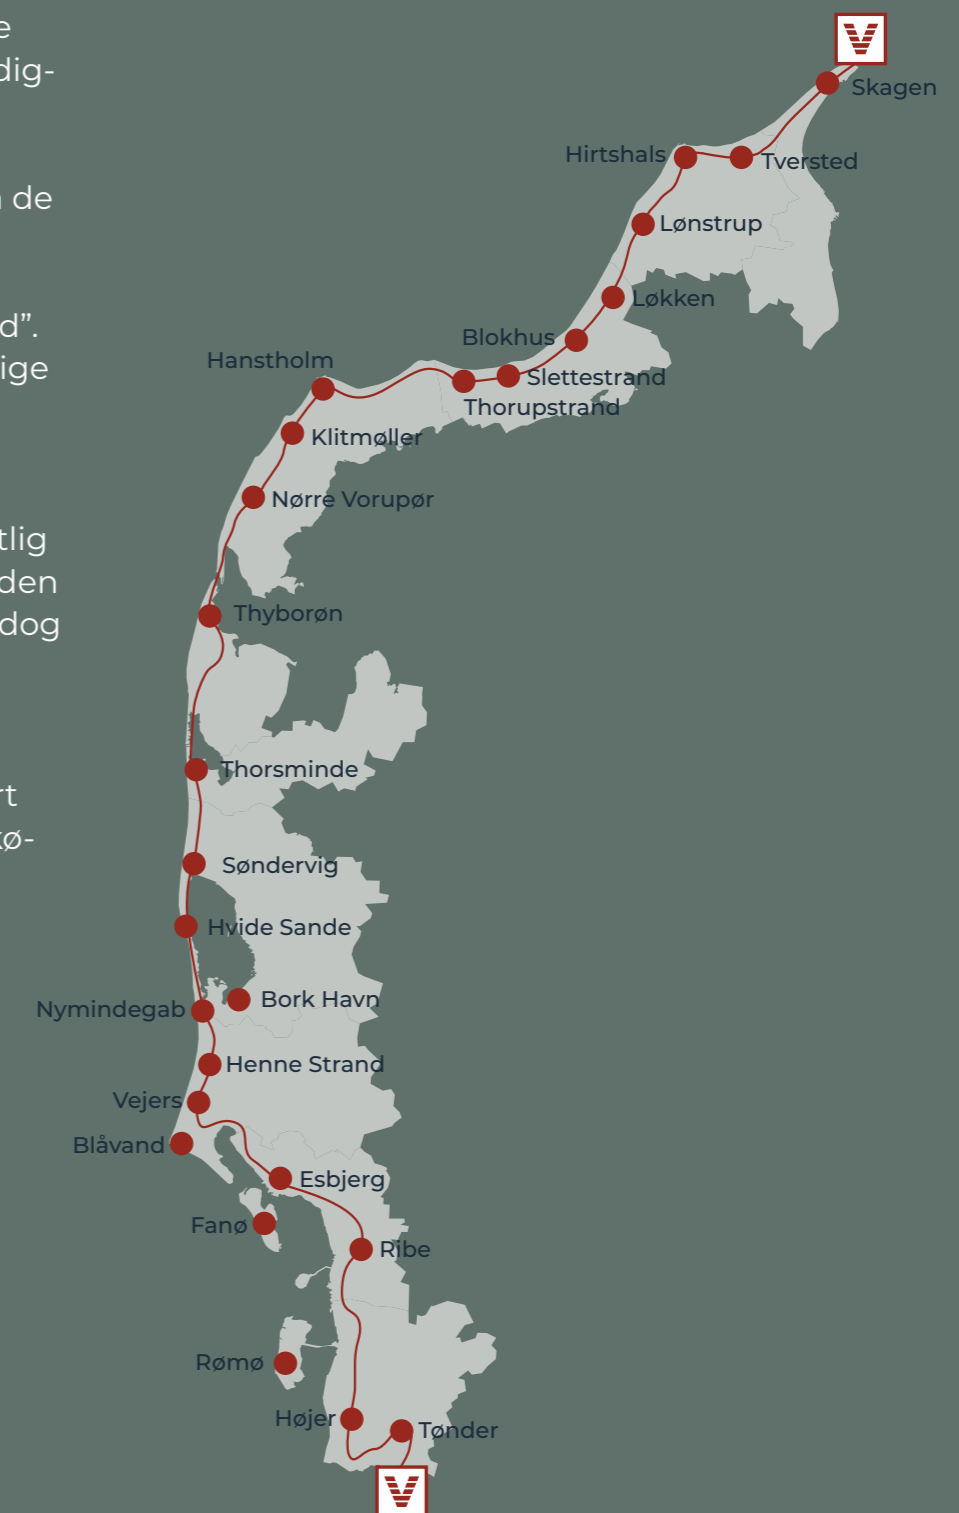 e
dig-
de
d”.
ige
tlig
den
dog
rt
kø-
Skagen
Hirtshals
Tversted
Lønstrup
Løkken
Blokhus
Hanstholm
Slettestrand
Thorupstrand
Klitmøller
Nørre Vorupør
Thyborøn
Thorsminde
Søndervig
Hvide Sande
Bork Havn
Nymindegab
Henne Strand
Vejers
Blåvand
Esbjerg
Fanø
Ribe
Rømø
Højer
Tønder